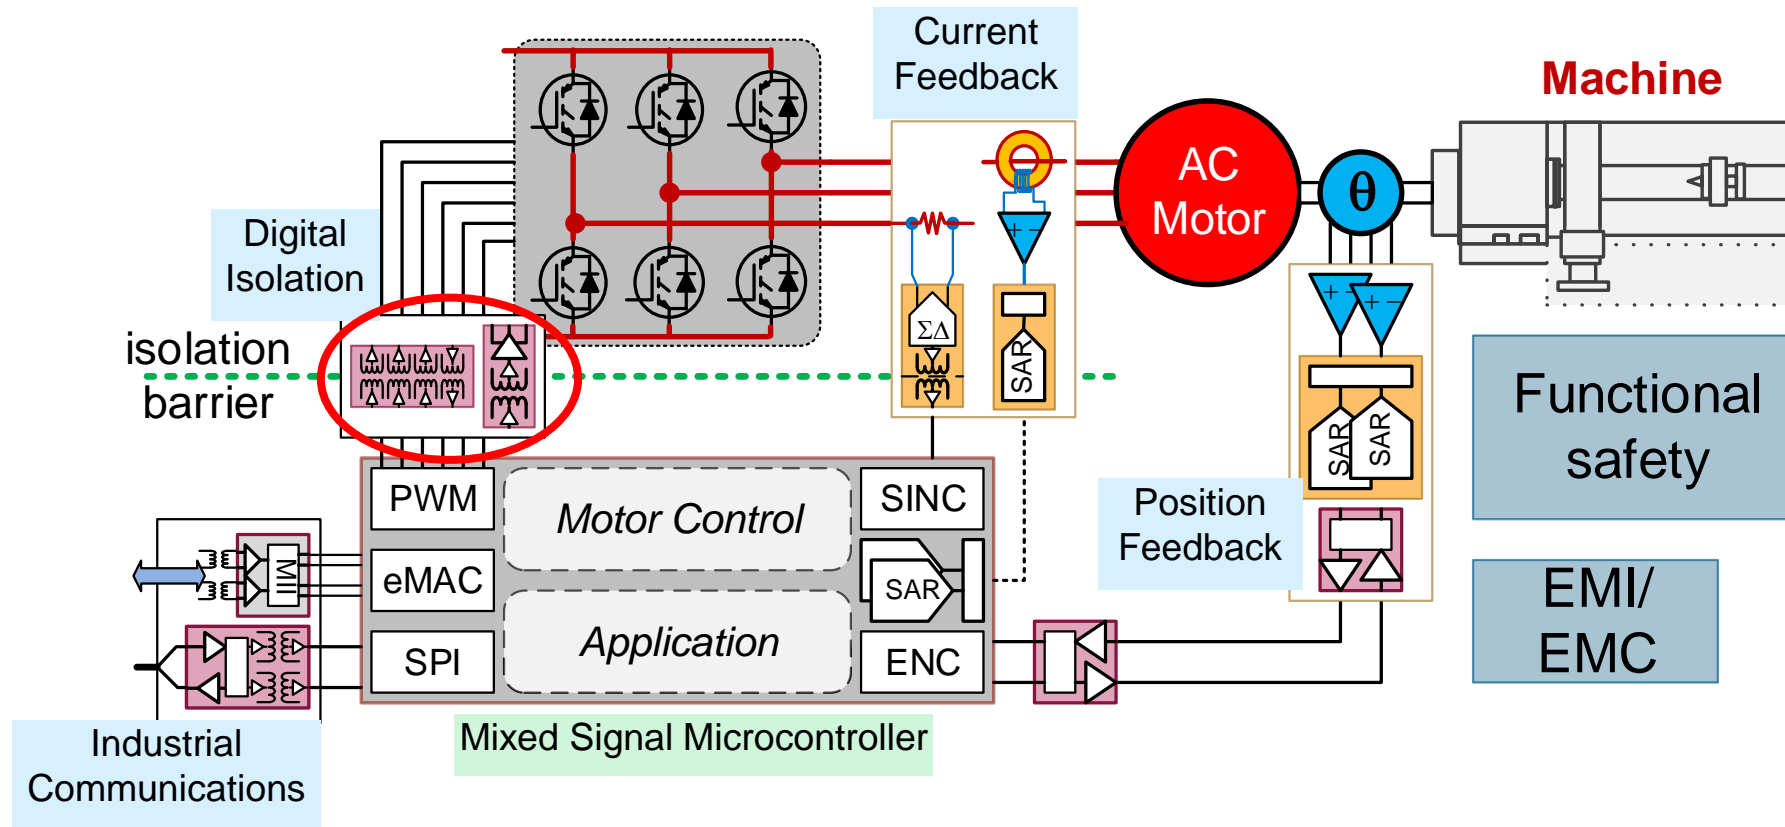 Current
Feedback
Machine
AC
Motor
θ
+ −
Digital
Isolation
isolation
barrier
ΣΔ
SAR
+ −
+ −
SAR
SAR
Functional
safety
PWM
Motor Control
SINC
Position
Feedback
MII
eMAC
SAR
EMI/
EMC
SPI
Application
ENC
Mixed Signal Microcontroller
Industrial
Communications